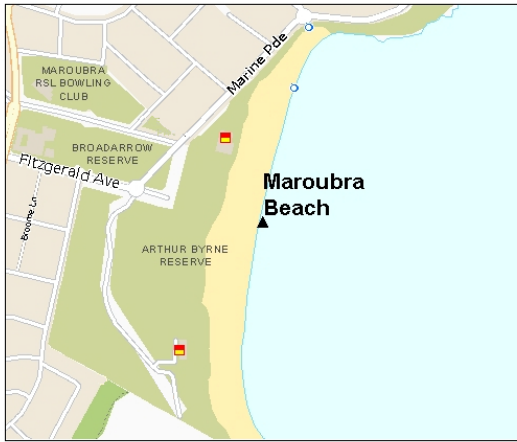 Marine Pde
MAROUBRA
RSL BOWLING
CLUB
BROADARROW
RESERVE
Fitzgerald Ave
Maroubra
Beach
Broome Ln
ARTHUR BYRNE
RESERVE